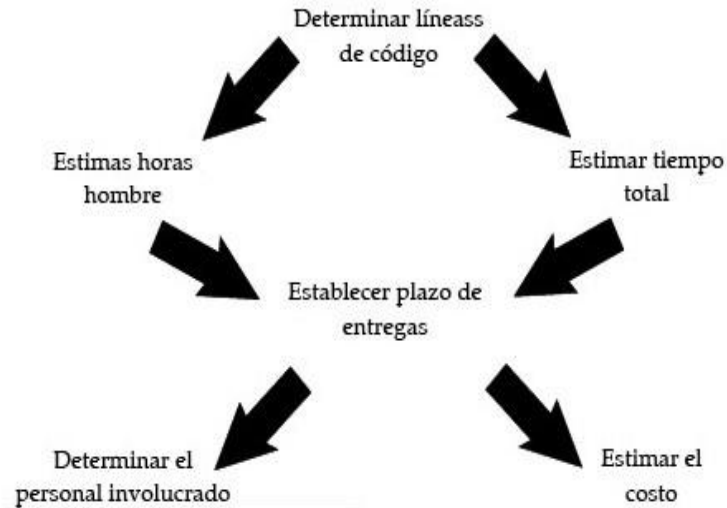 Determinar líneass
de código
Estimas horas
hombre
Estimar tiempo
total
Establecer plazo de
entregas
Determinar el
personal involucrado
Estimar el
costo